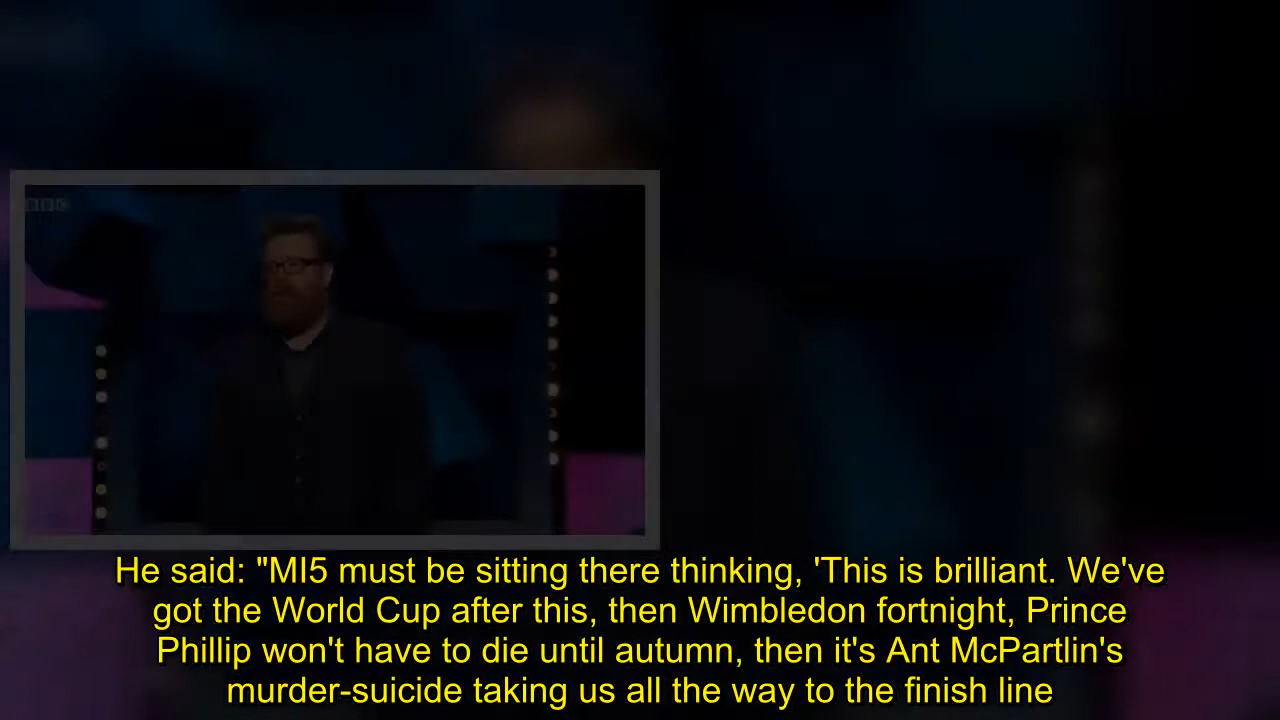 BBC
He said: "MI5 must be sitting there thinking, 'This is brilliant. We've
got the World Cup after this, then Wimbledon fortnight, Prince
Phillip won't have to die until autumn, then it's Ant McPartlin's
murder-suicide taking us all the way to the finish line